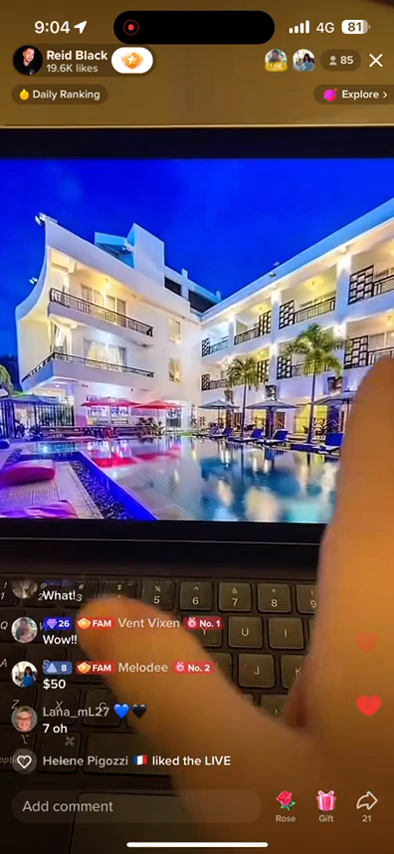 9:04
4G 81
Reid Black
19.6K likes
85
Daily Ranking
Explore >
What!
26 FAM Vent Vixen No. 1
Wow!!
8 FAM Melodee No. 2
$50
Lana_mL27 💙🖤
7 oh
Helene Pigozzi 🇫🇷 liked the LIVE
Add comment
Rose
Gift
21